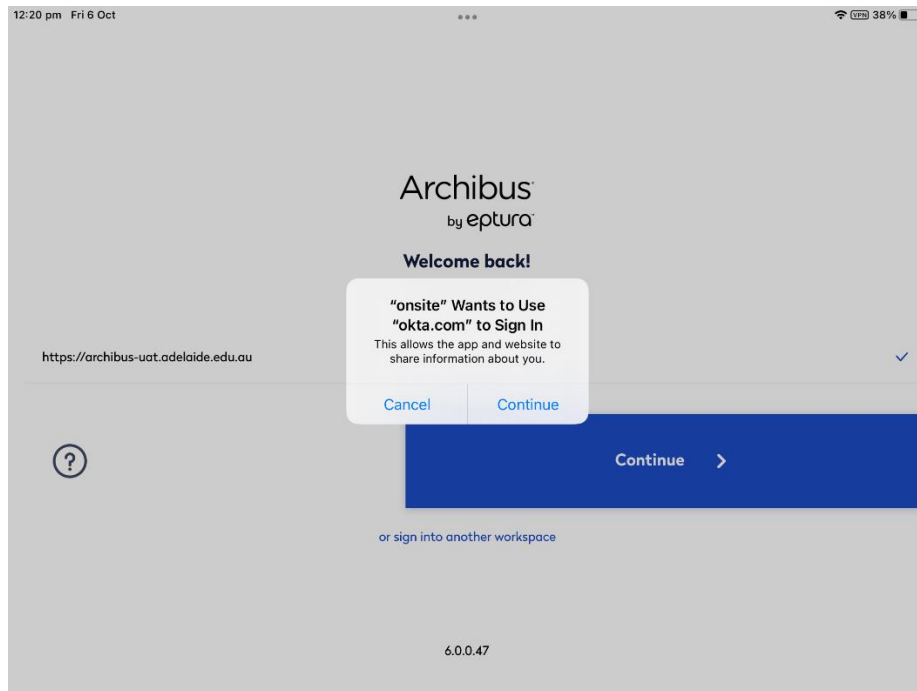 12:20 pm Fri 6 Oct
VPN 38%
Archibus
by eptura
Welcome back!
“onsite” Wants to Use
“okta.com” to Sign In
This allows the app and website to
share information about you.
Cancel Continue
https://archibus-uat.adelaide.edu.au
?
Continue
or sign into another workspace
6.0.0.47